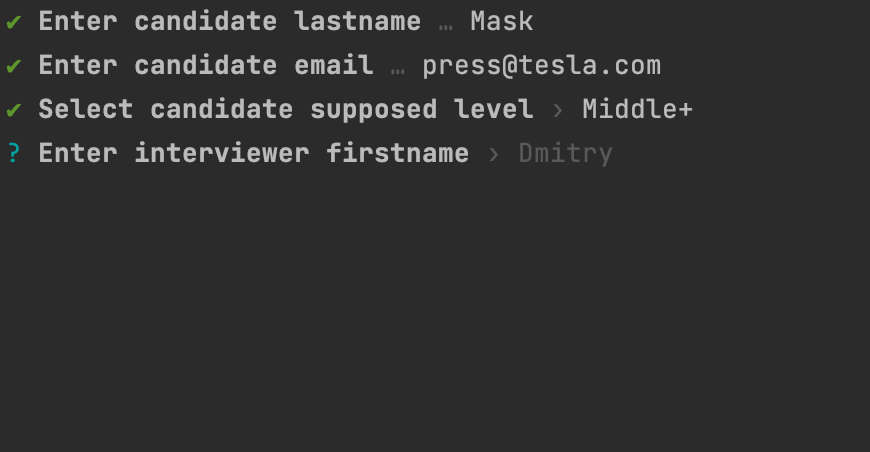 ✔ Enter candidate lastname … Mask
✔ Enter candidate email … press@tesla.com
✔ Select candidate supposed level › Middle+
? Enter interviewer firstname › Dmitry